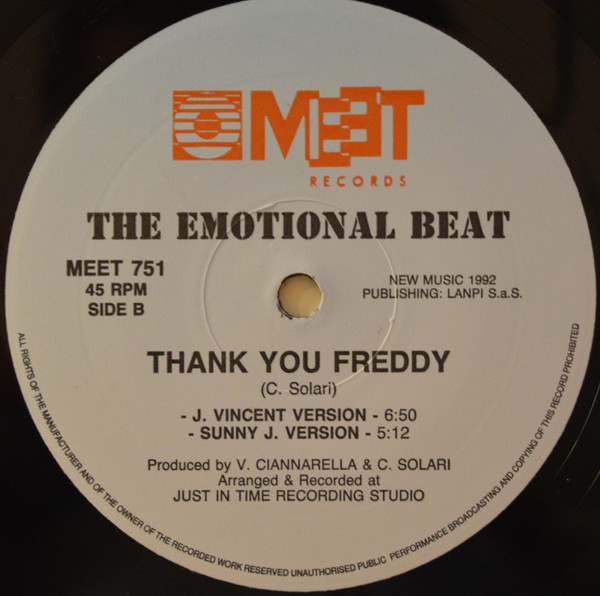 MEET
RECORDS
THE EMOTIONAL BEAT
MEET 751
45 RPM
SIDE B
NEW MUSIC 1992
PUBLISHING: LANPI S.a.S.
THANK YOU FREDDY
(C. Solari)
- J. VINCENT VERSION - 6:50
- SUNNY J. VERSION - 5:12
Produced by V. CIANNARELLA & C. SOLARI
Arranged & Recorded at
JUST IN TIME RECORDING STUDIO
ALL RIGHTS OF THE MANUFACTURER AND OF THE OWNER OF THE RECORDED WORK RESERVED UNAUTHORISED PUBLIC PERFORMANCE BROADCASTING AND COPYING OF THIS RECORD PROHIBITED